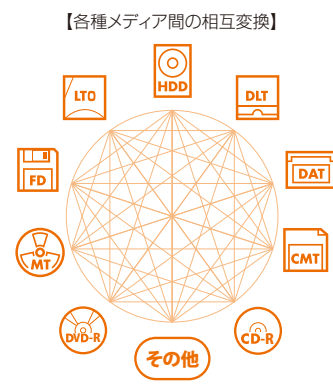 【各種メディア間の相互変換】
HDD
LTO
DLT
FD
DAT
MT
CMT
DVD-R
CD-R
その他